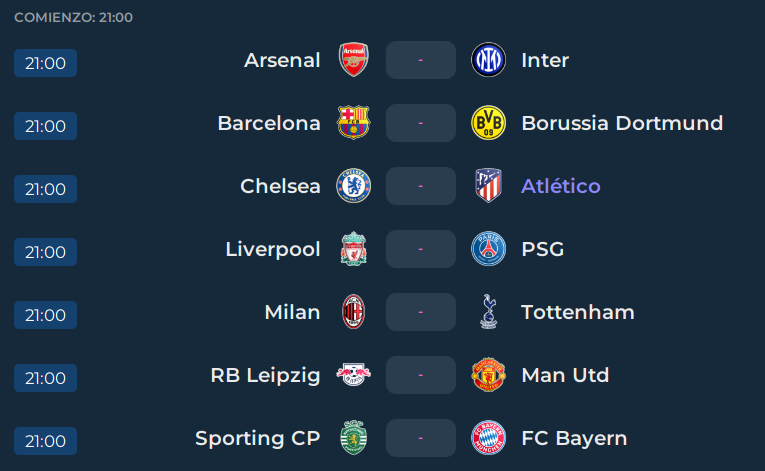 COMIENZO: 21:00
21:00 Arsenal - Inter
21:00 Barcelona - Borussia Dortmund
21:00 Chelsea - Atlético
21:00 Liverpool - PSG
21:00 Milan - Tottenham
21:00 RB Leipzig - Man Utd
21:00 Sporting CP - FC Bayern